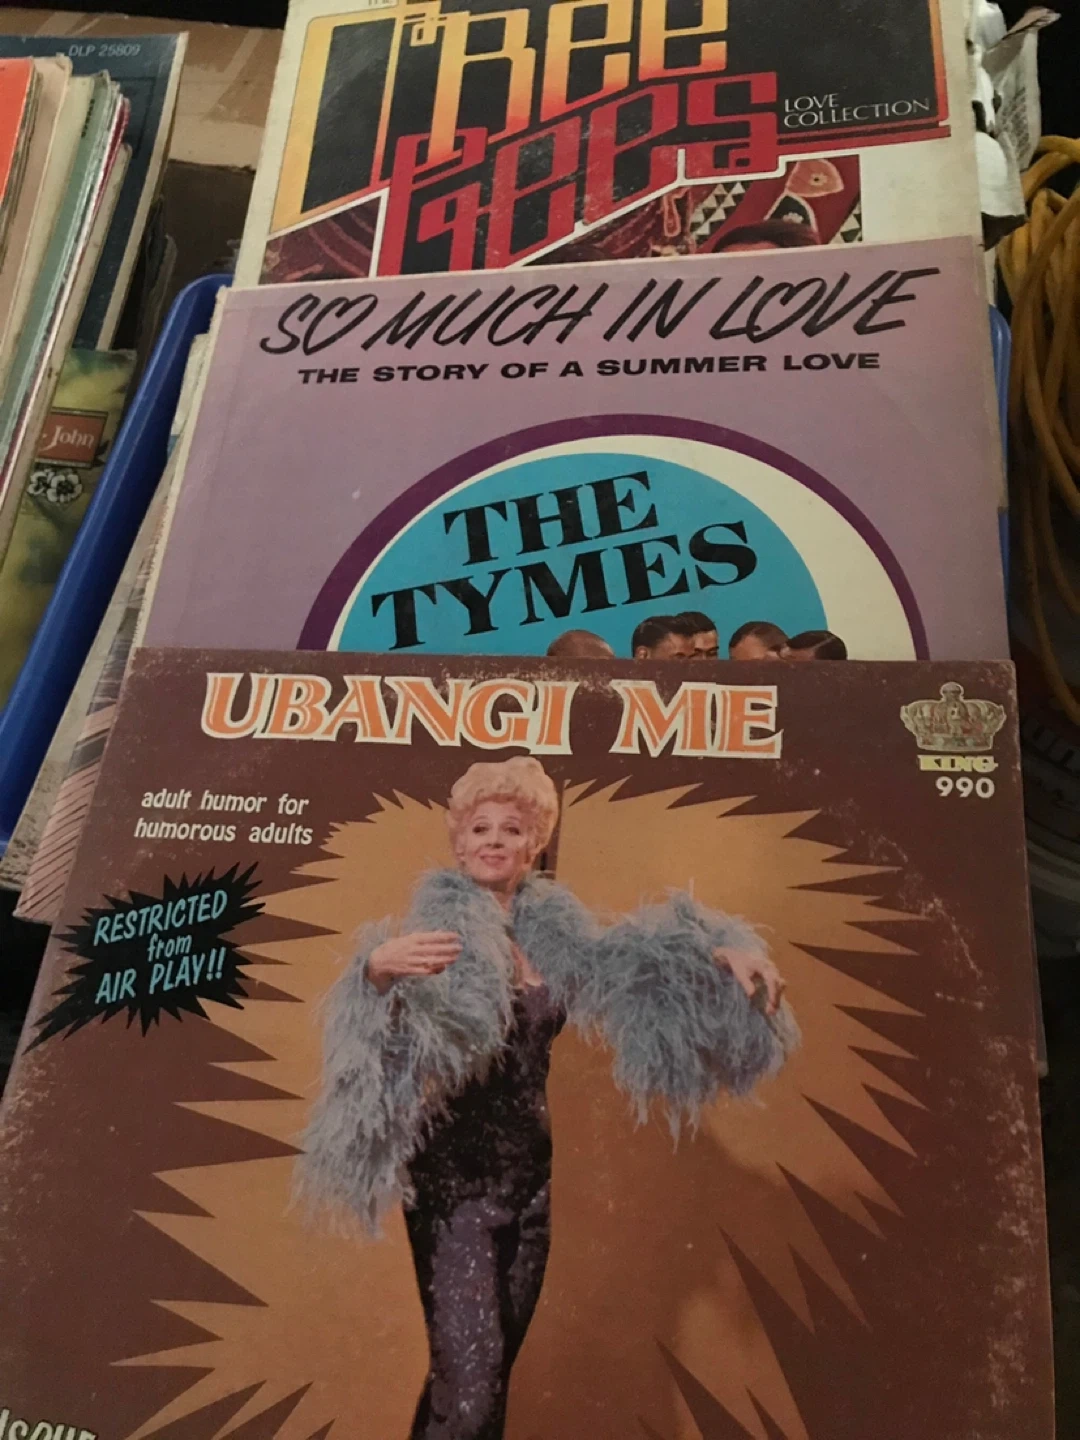 DLP 25809
THE
Bee
Gees
LOVE
COLLECTION
John
SO MUCH IN LOVE
THE STORY OF A SUMMER LOVE
THE
TYMES
UBANGI ME
KING
990
adult humor for
humorous adults
RESTRICTED
from
AIR PLAY!!